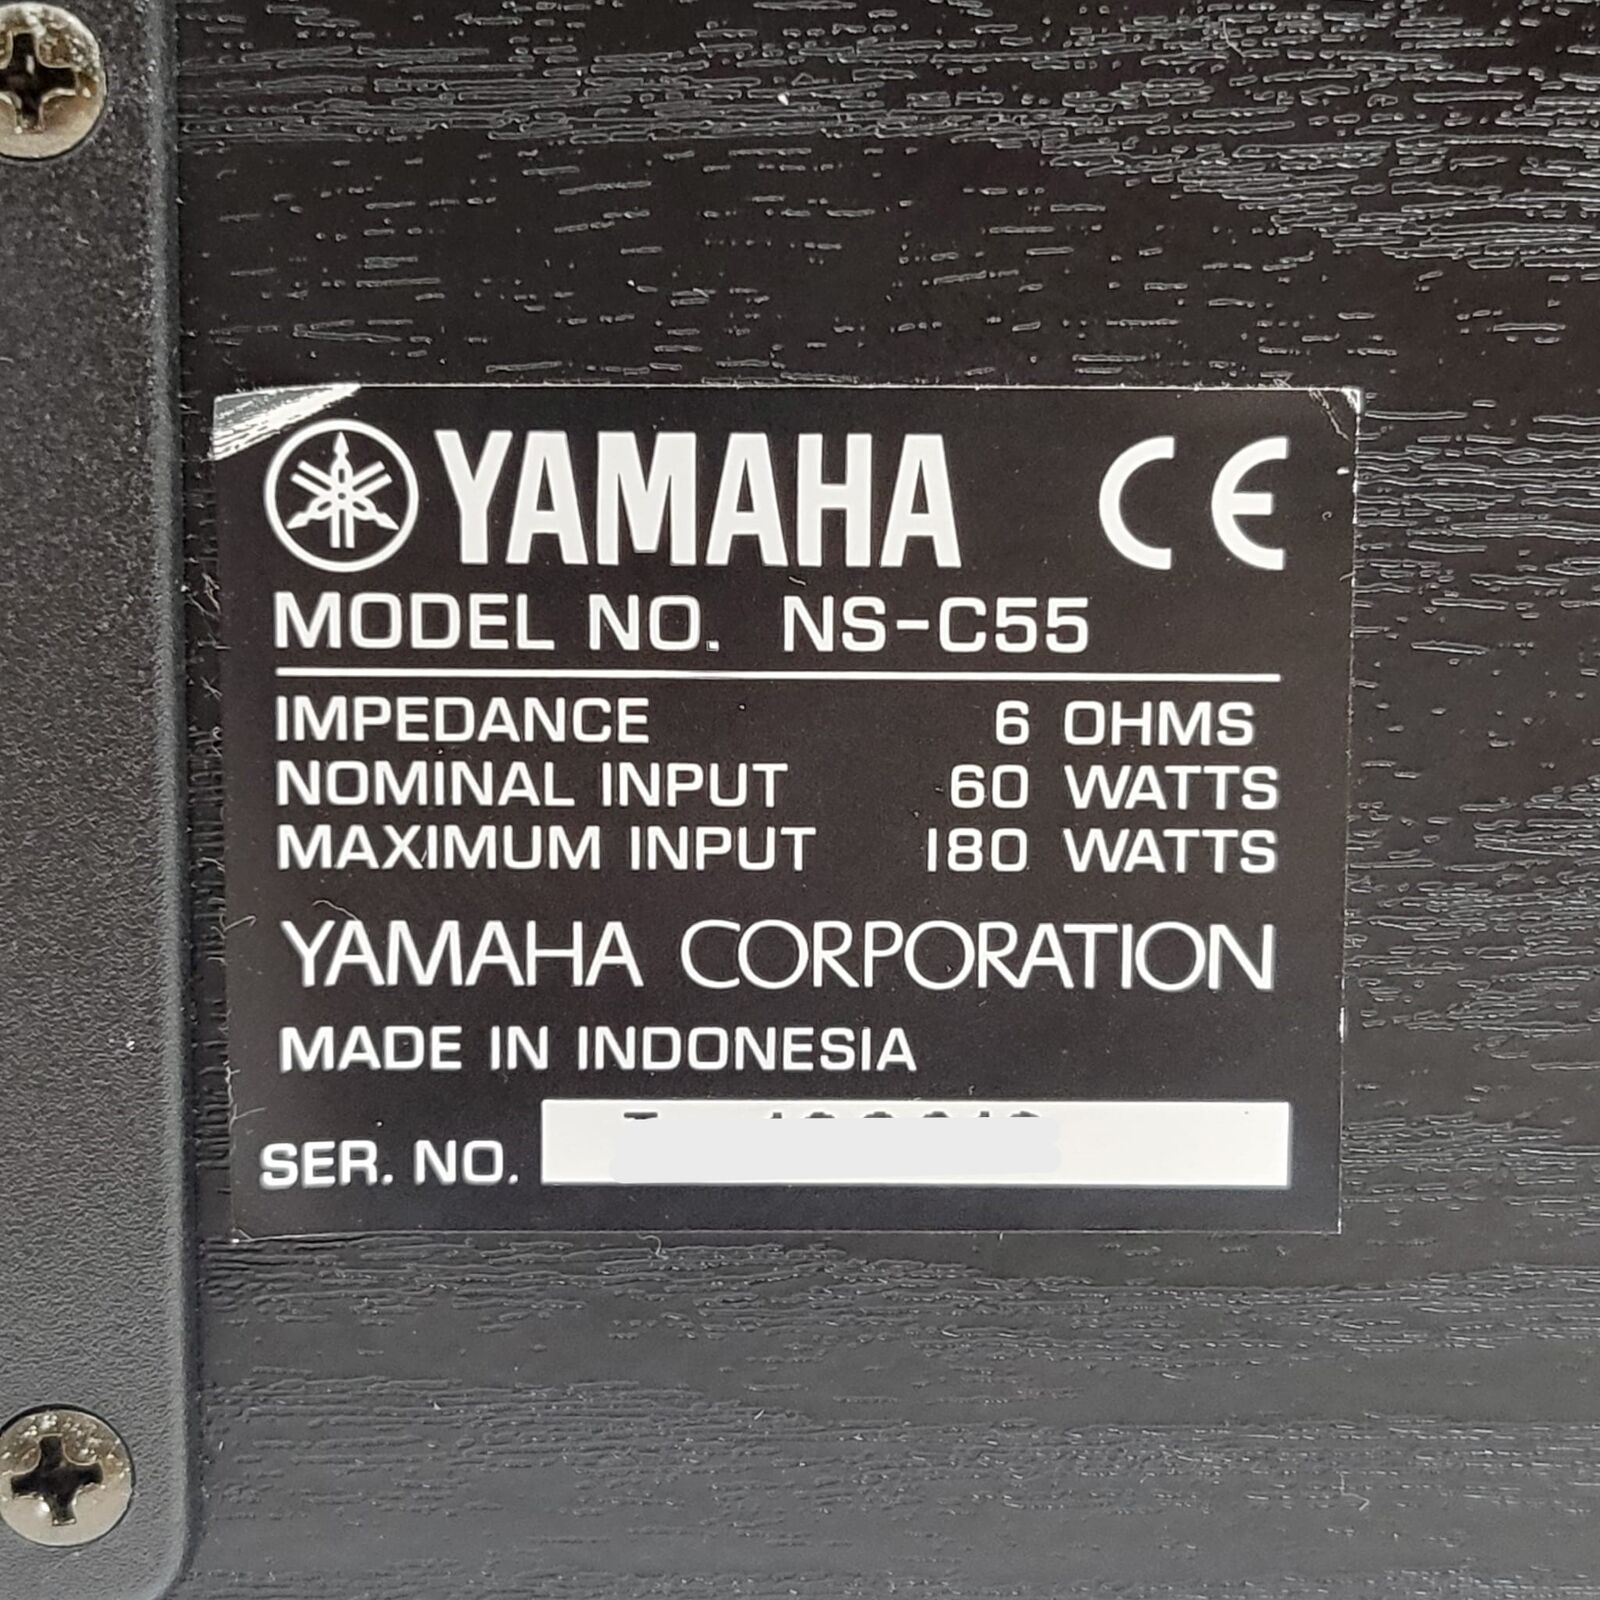 YAMAHA CE
MODEL NO. NS-C55
IMPEDANCE 6 OHMS
NOMINAL INPUT 60 WATTS
MAXIMUM INPUT 180 WATTS
YAMAHA CORPORATION
MADE IN INDONESIA
SER. NO.